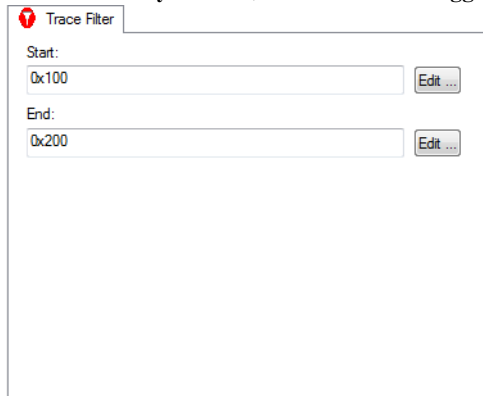 Trace Filter
Start:
0x100
Edit ...
End:
0x200
Edit ...